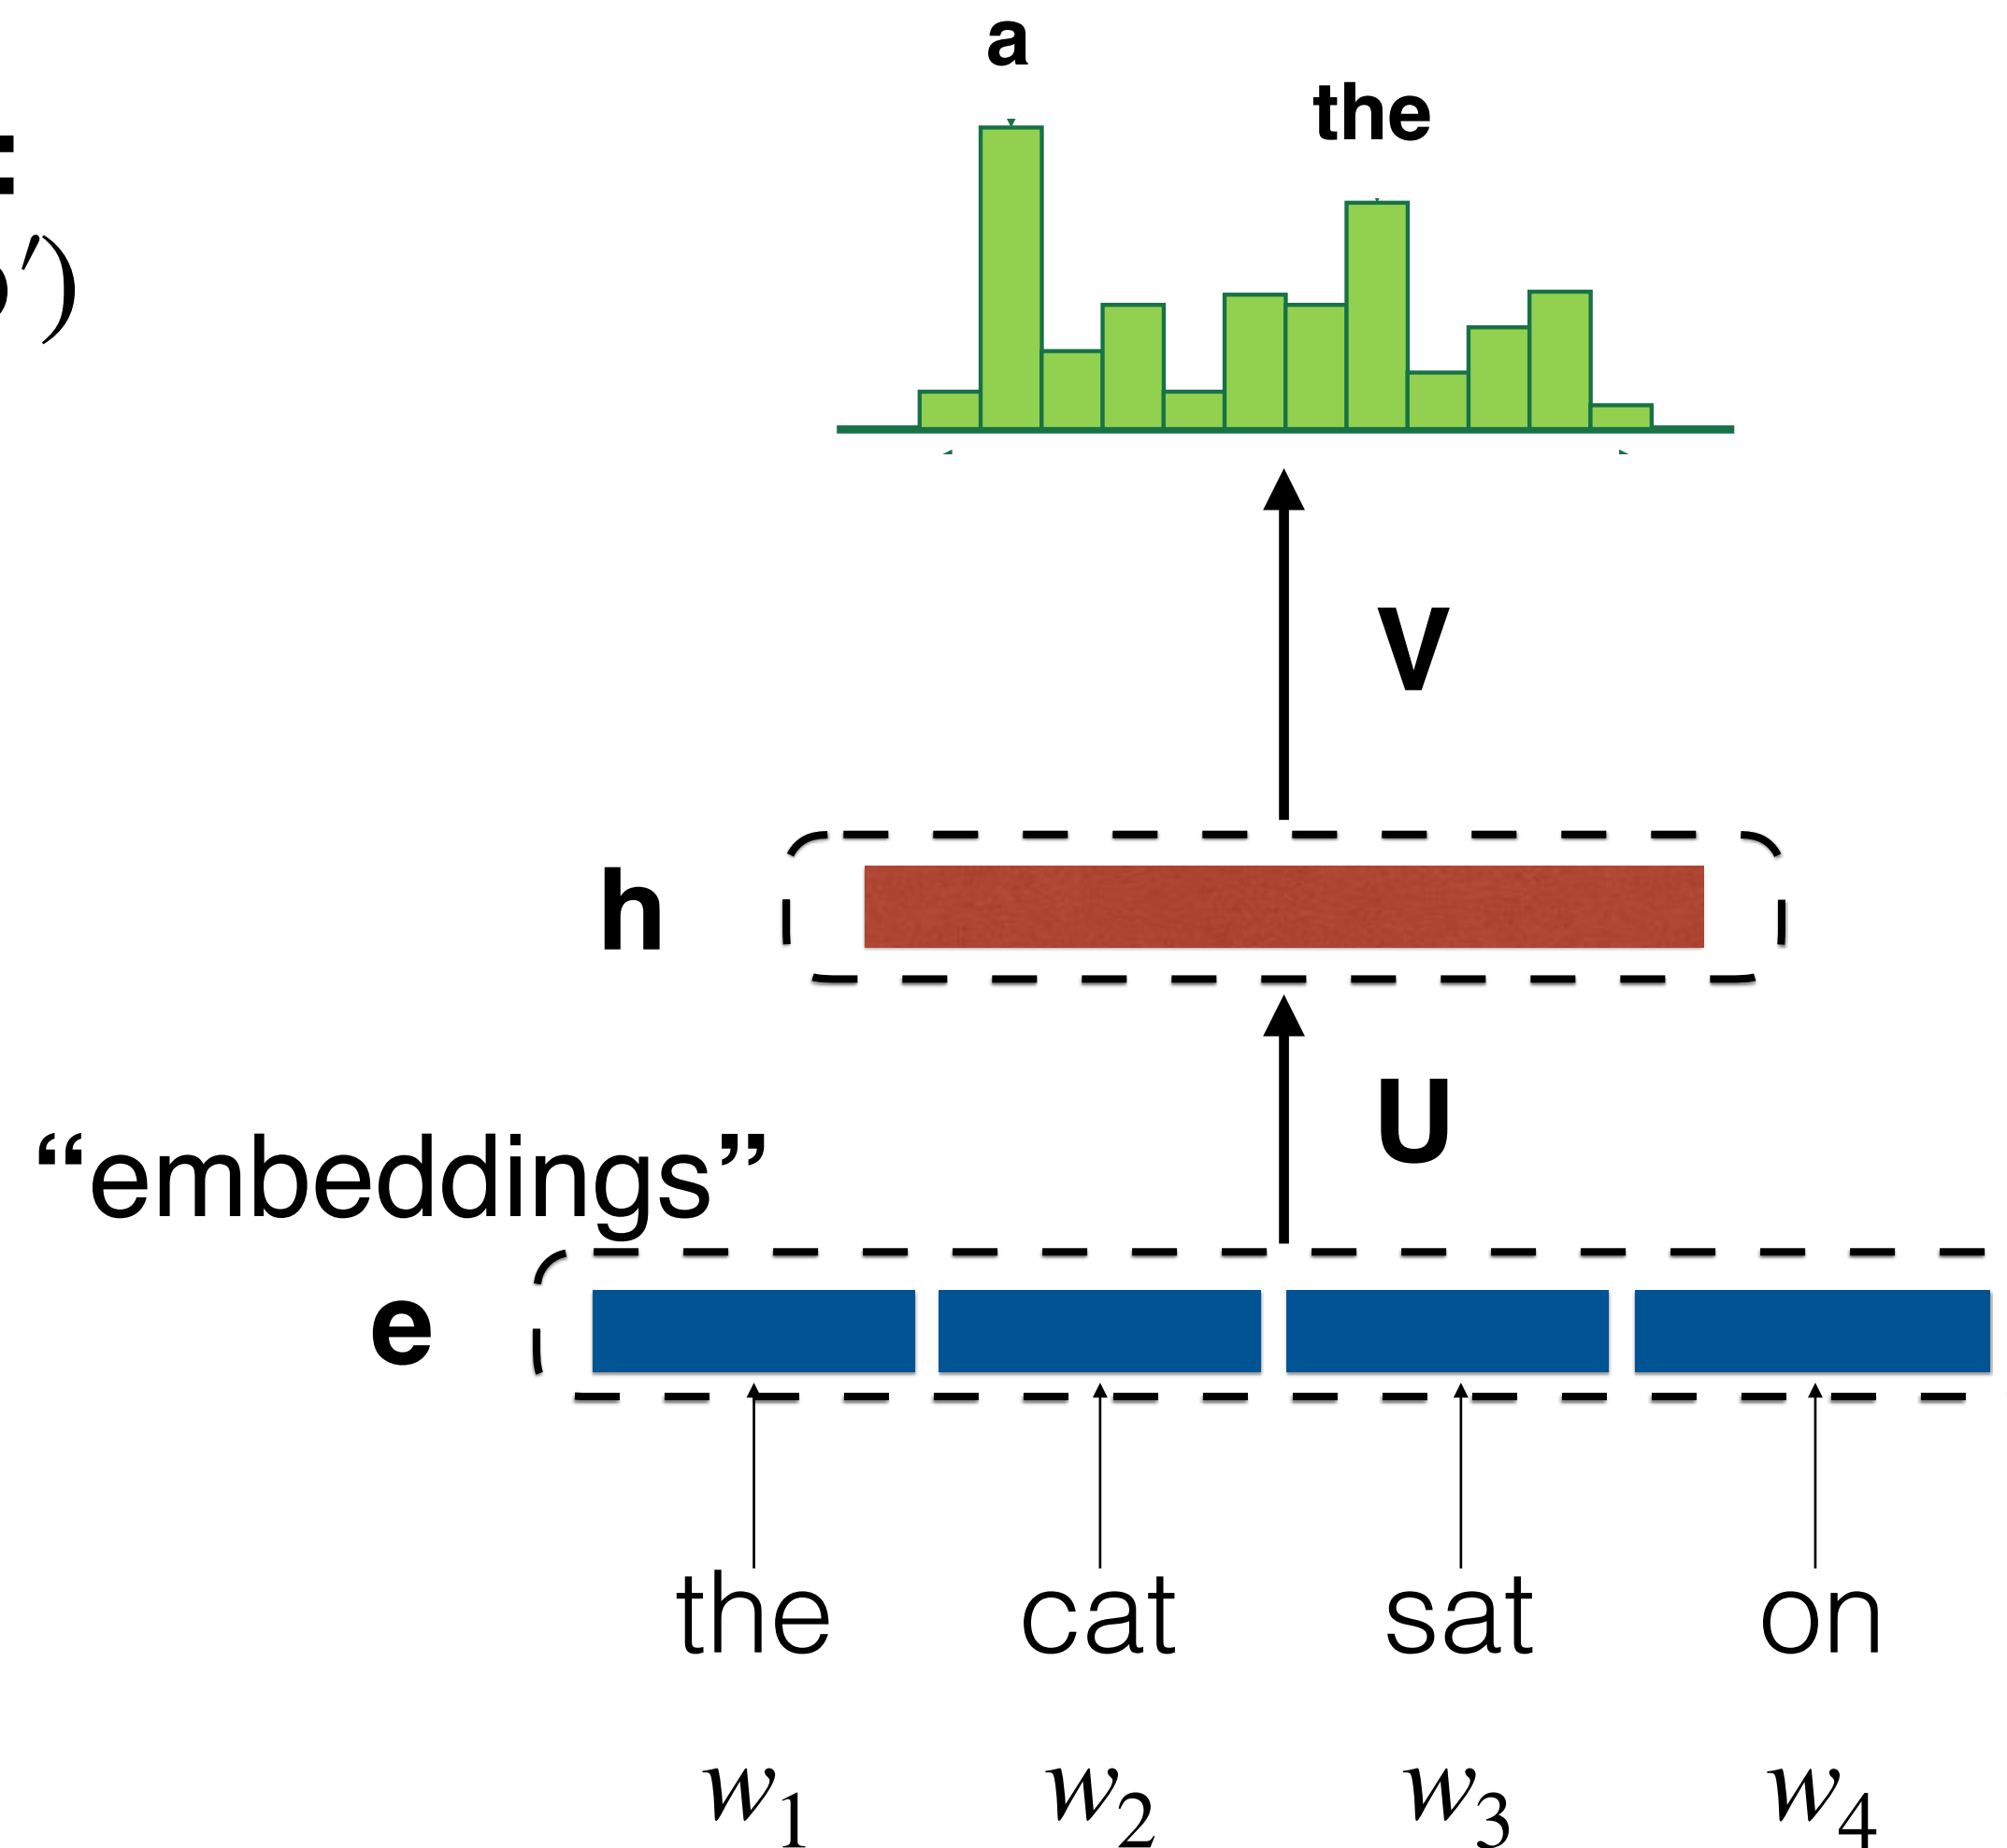 a
the
:
′)
V
h
U
“embeddings”
e
the cat sat on
w1 w2 w3 w4